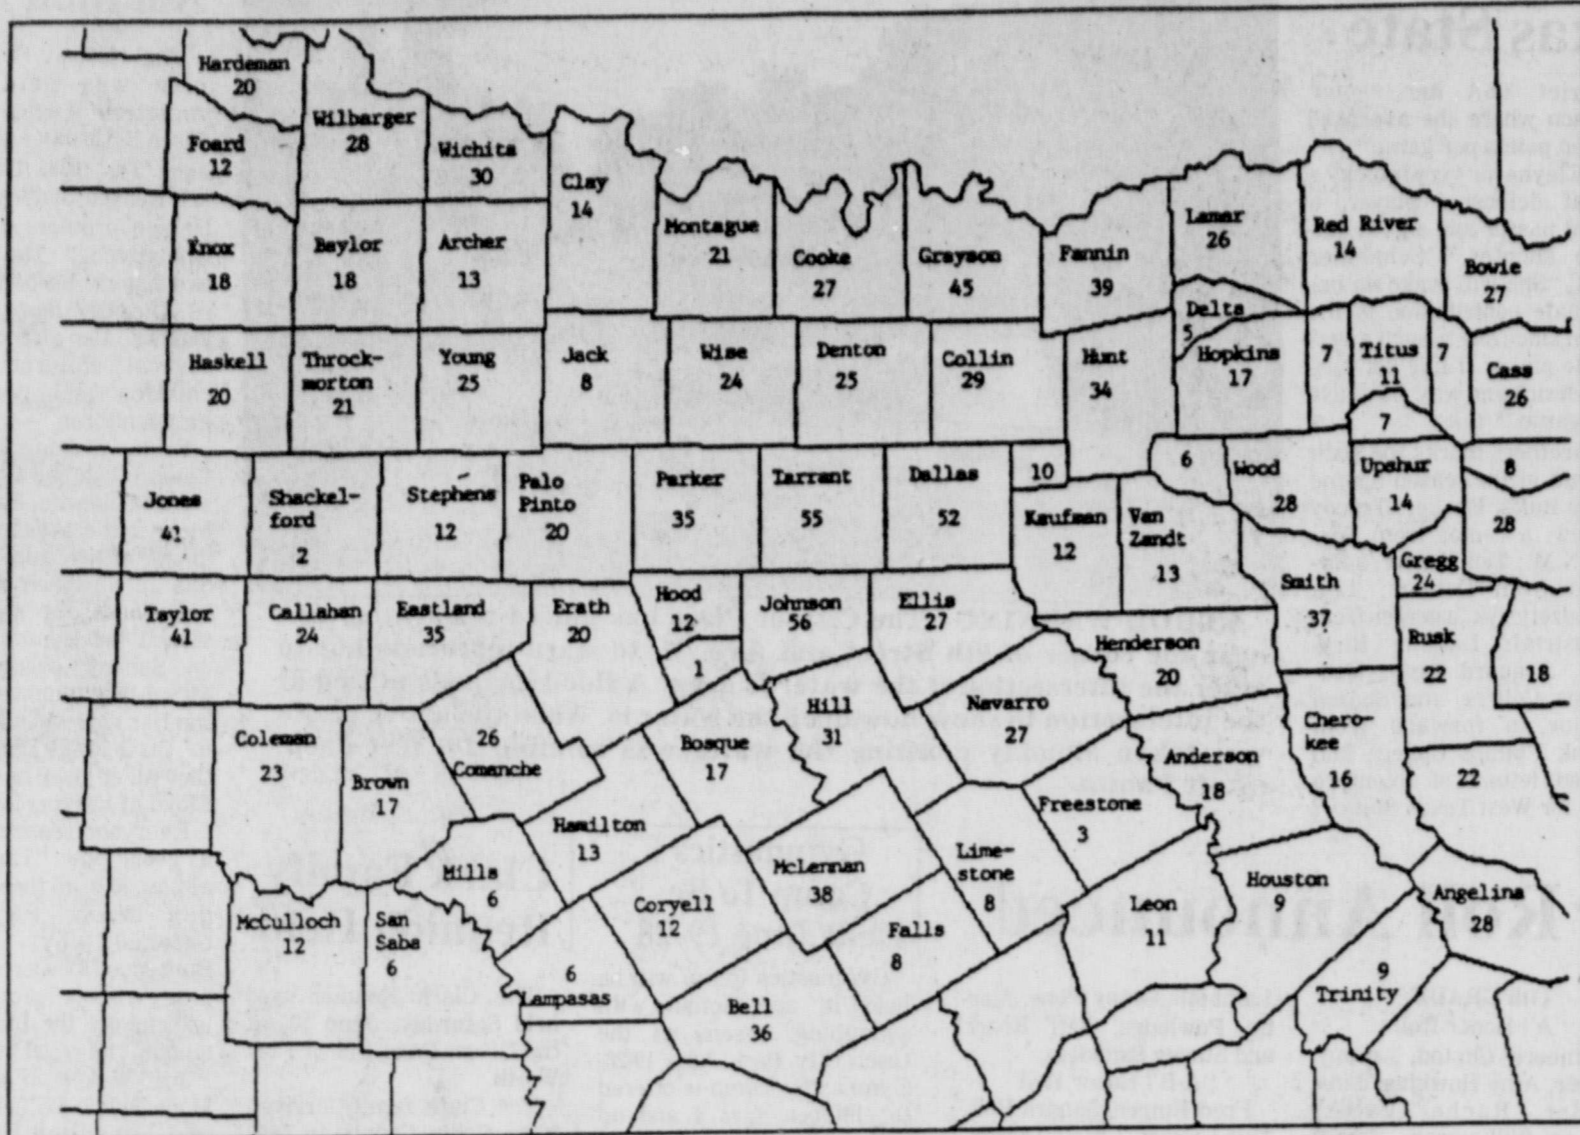 Hardeman
20
Foard
12
Wilbarger
28
Wichita
30
Clay
14
Knox
18
Baylor
18
Archer
13
Montague
21
Cooke
27
Grayson
45
Fannin
39
Lamar
26
Red River
14
Bowie
27
Delta
5
Haskell
20
Throck-
morton
21
Young
25
Jack
8
Wise
24
Denton
25
Collin
29
Hunt
34
Hopkins
17
7
Titus
11
7
Cass
26
7
Jones
41
Shackel-
ford
2
Stephens
12
Palo
Pinto
20
Parker
35
Tarrant
55
Dallas
52
10
Kaufman
12
Van
Zandt
13
6
Wood
28
Upshur
14
8
28
Gregg
24
Taylor
41
Callahan
24
Eastland
35
Erath
20
Hood
12
1
Johnson
56
Ellis
27
Henderson
20
Smith
37
Rusk
22
18
Coleman
23
Brown
17
26
Comanche
Bosque
17
Hill
31
Navarro
27
Anderson
18
Chero-
kee
16
22
Hamilton
13
Mills
6
McLennan
38
Lime-
stone
8
Freestone
3
McCulloch
12
San
Saba
6
Coryell
12
Falls
8
Leon
11
Houston
9
Angelina
28
6
Lampasas
Bell
36
9
Trinity